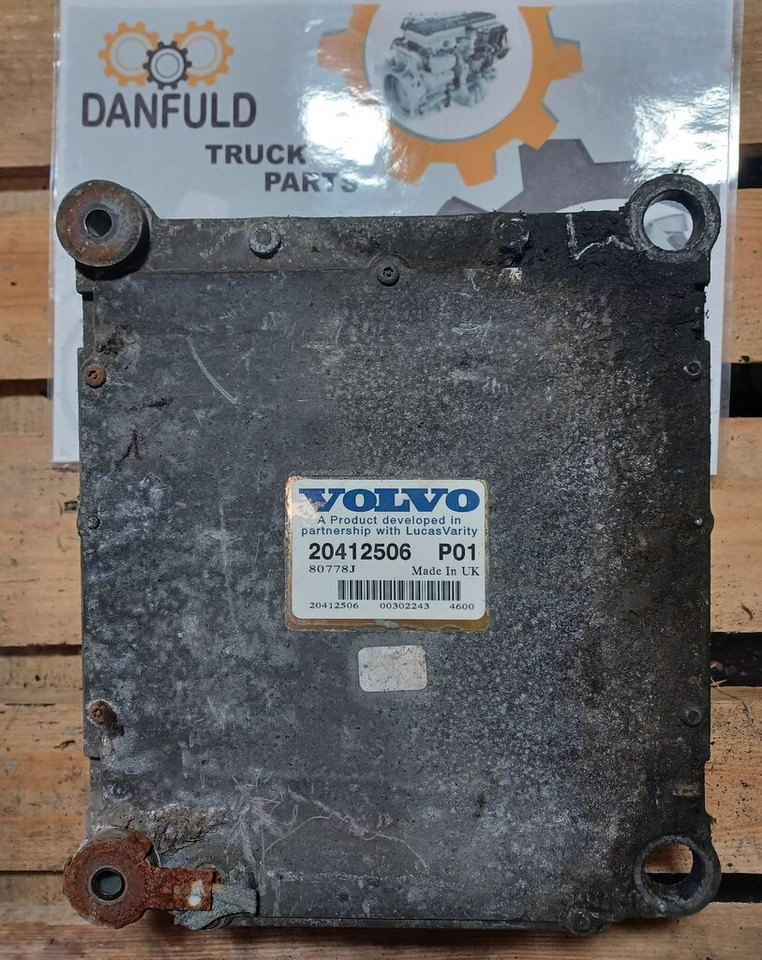 DANFULD
TRUCK
PARTS
VOLVO
A Product developed in
partnership with LucasVarity
20412506 P01
80778J Made In UK
20412506 00302243 4600